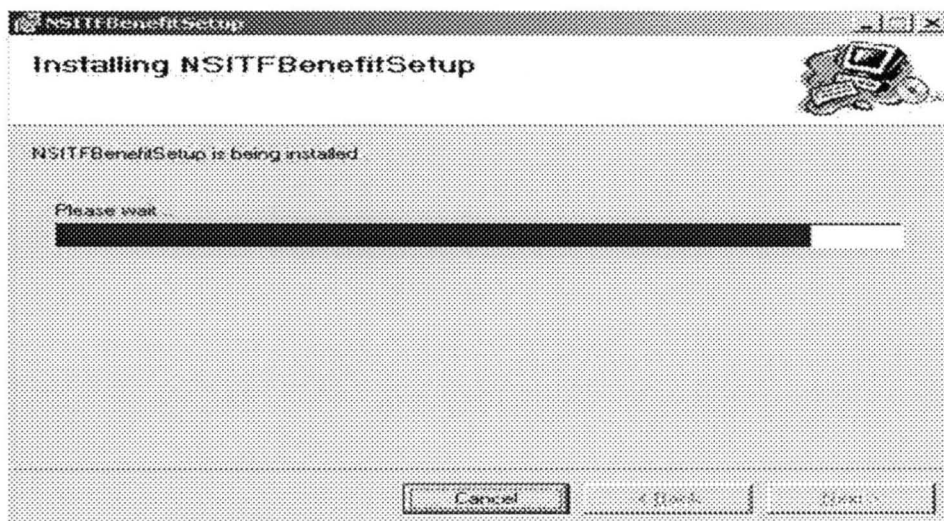 NSITFBenefitSetup
Installing NSITFBenefitSetup
NSITFBenefitSetup is being installed.
Please wait...
Cancel
< Back
Next >